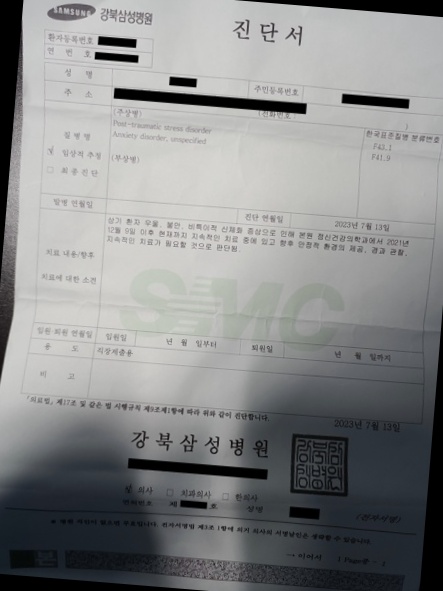 SAMSUNG 강북삼성병원
진 단 서
환자등록번호
연 번 호
성 명
주민등록번호
주 소
(전화번호 : )
(주상병)
한국표준질병 분류번호
Post-traumatic stress disorder
F43.1
질 병 명
Anxiety disorder, unspecified
F41.9
☑ 임상적 추정
(부상병)
□ 최 종 진 단
발병 연월일
진단 연월일
2023년 7월 13일
상기 환자 우울, 불안, 비특이적 신체화 증상으로 인해 본원 정신건강의학과에서 2021년
12월 9일 이후 현재까지 지속적인 치료 중에 있고 향후 안정적 환경의 제공, 경과 관찰,
지속적인 치료가 필요할 것으로 판단됨.
치료 내용/향후
치료에 대한 소견
SMC
입원·퇴원 연월일
입원일
년 월 일부터
퇴원일
년 월 일까지
용 도
직장제출용
비 고
「의료법」 제17조 및 같은 법 시행규칙 제9조제1항에 따라 위와 같이 진단합니다.
2023년 7월 13일
강 북 삼 성 병 원
의사
□ 치과의사
□ 한의사
면허번호 제 호
성 명
(전자서명)
1 Page